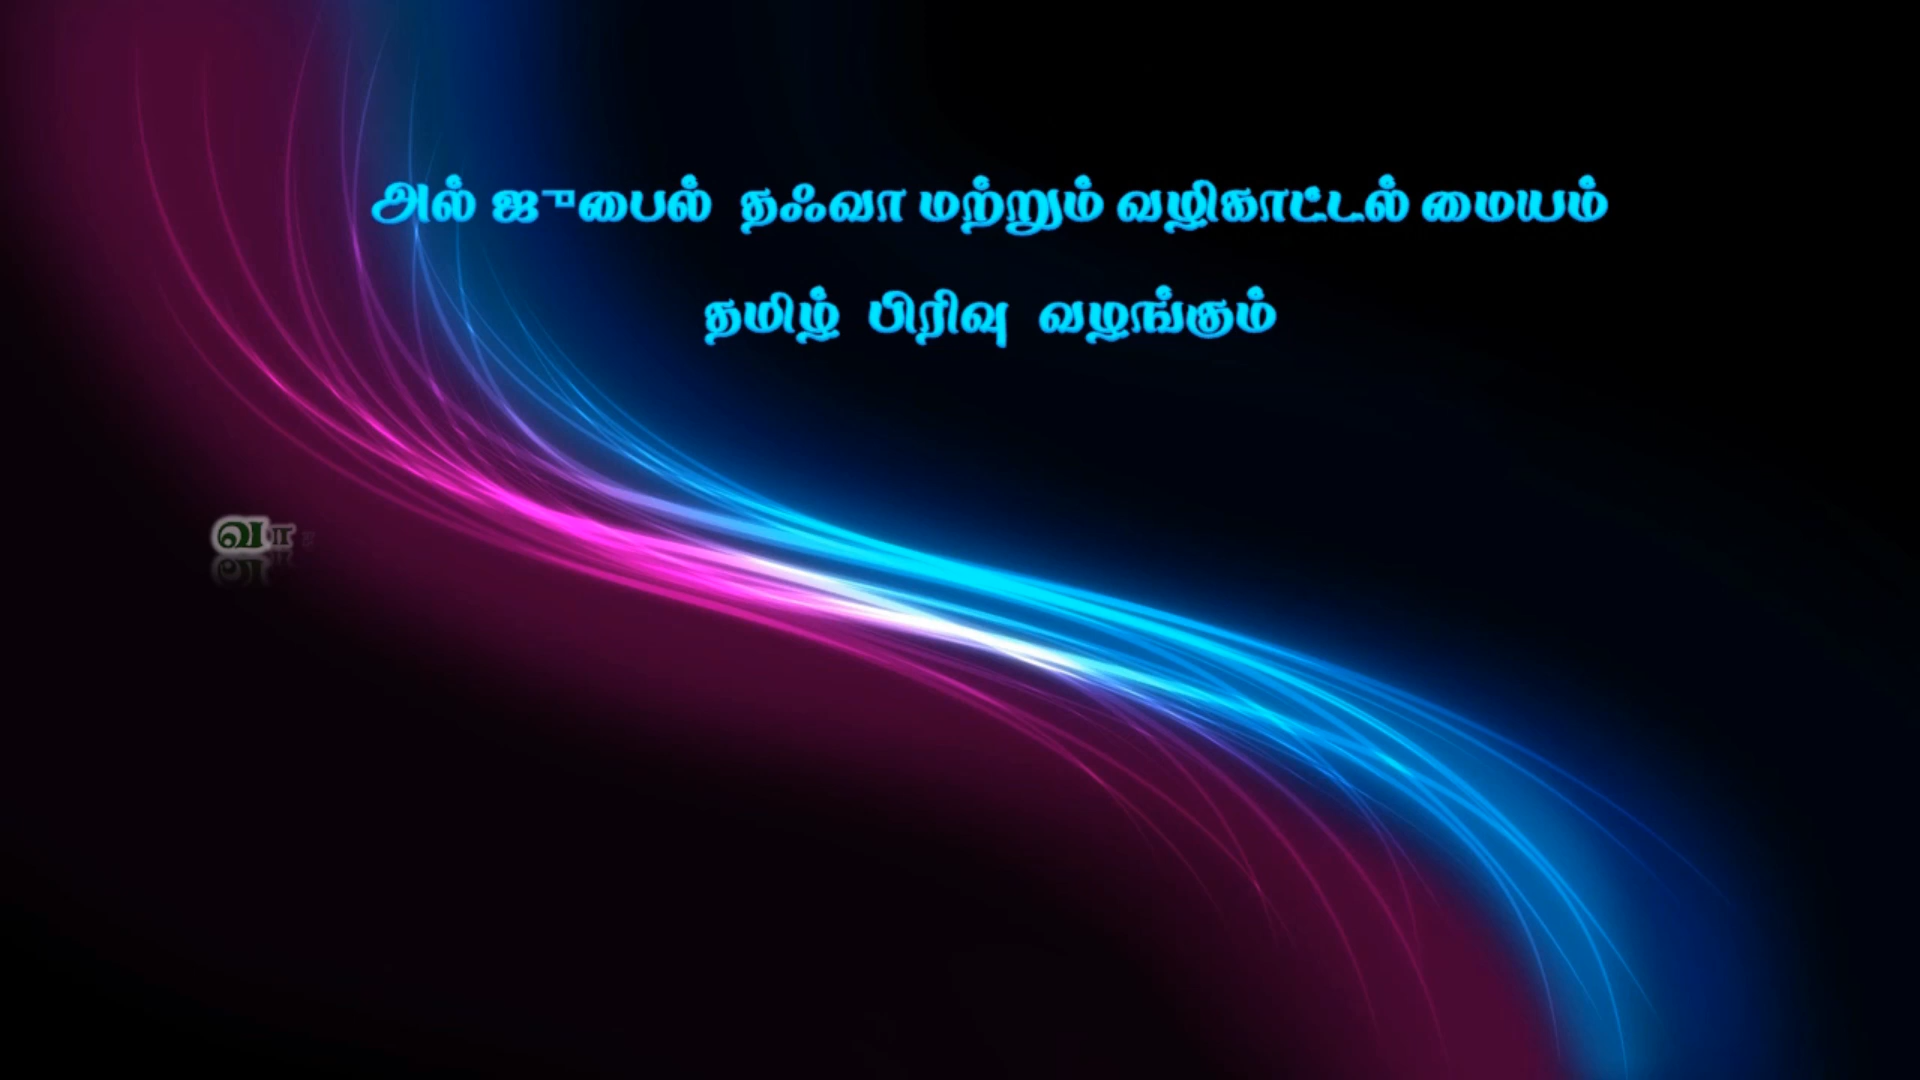 அல் ஜுபைல் தஃவா மற்றும் வழிகாட்டல் மையம்
தமிழ் பிரிவு வழங்கும்
வா